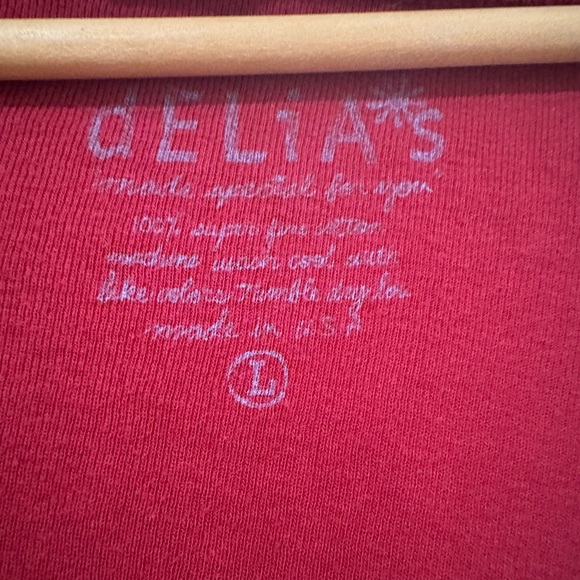 dELiA*s
"made special for you"
100% super fine cotton
machine wash cool with
like colors Tumble dry low
made in U.S.A
L